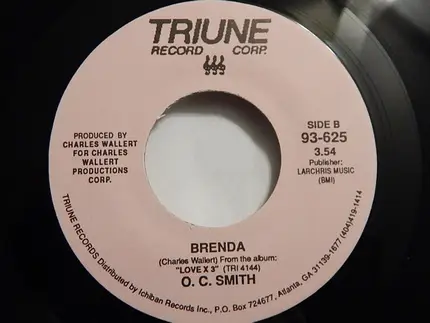 TRIUNE
RECORD CORP.
SIDE B
93-625
3.54
Publisher:
LARCHRIS MUSIC
(BMI)
PRODUCED BY
CHARLES WALLERT
FOR CHARLES
WALLERT
PRODUCTIONS
CORP.
BRENDA
(Charles Wallert) From the album:
"LOVE X 3" (TRI 4144)
O. C. SMITH
TRIUNE RECORDS Distributed by Ichiban Records Inc., P.O. Box 724677, Atlanta, GA 31139-1677 (404)419-1414